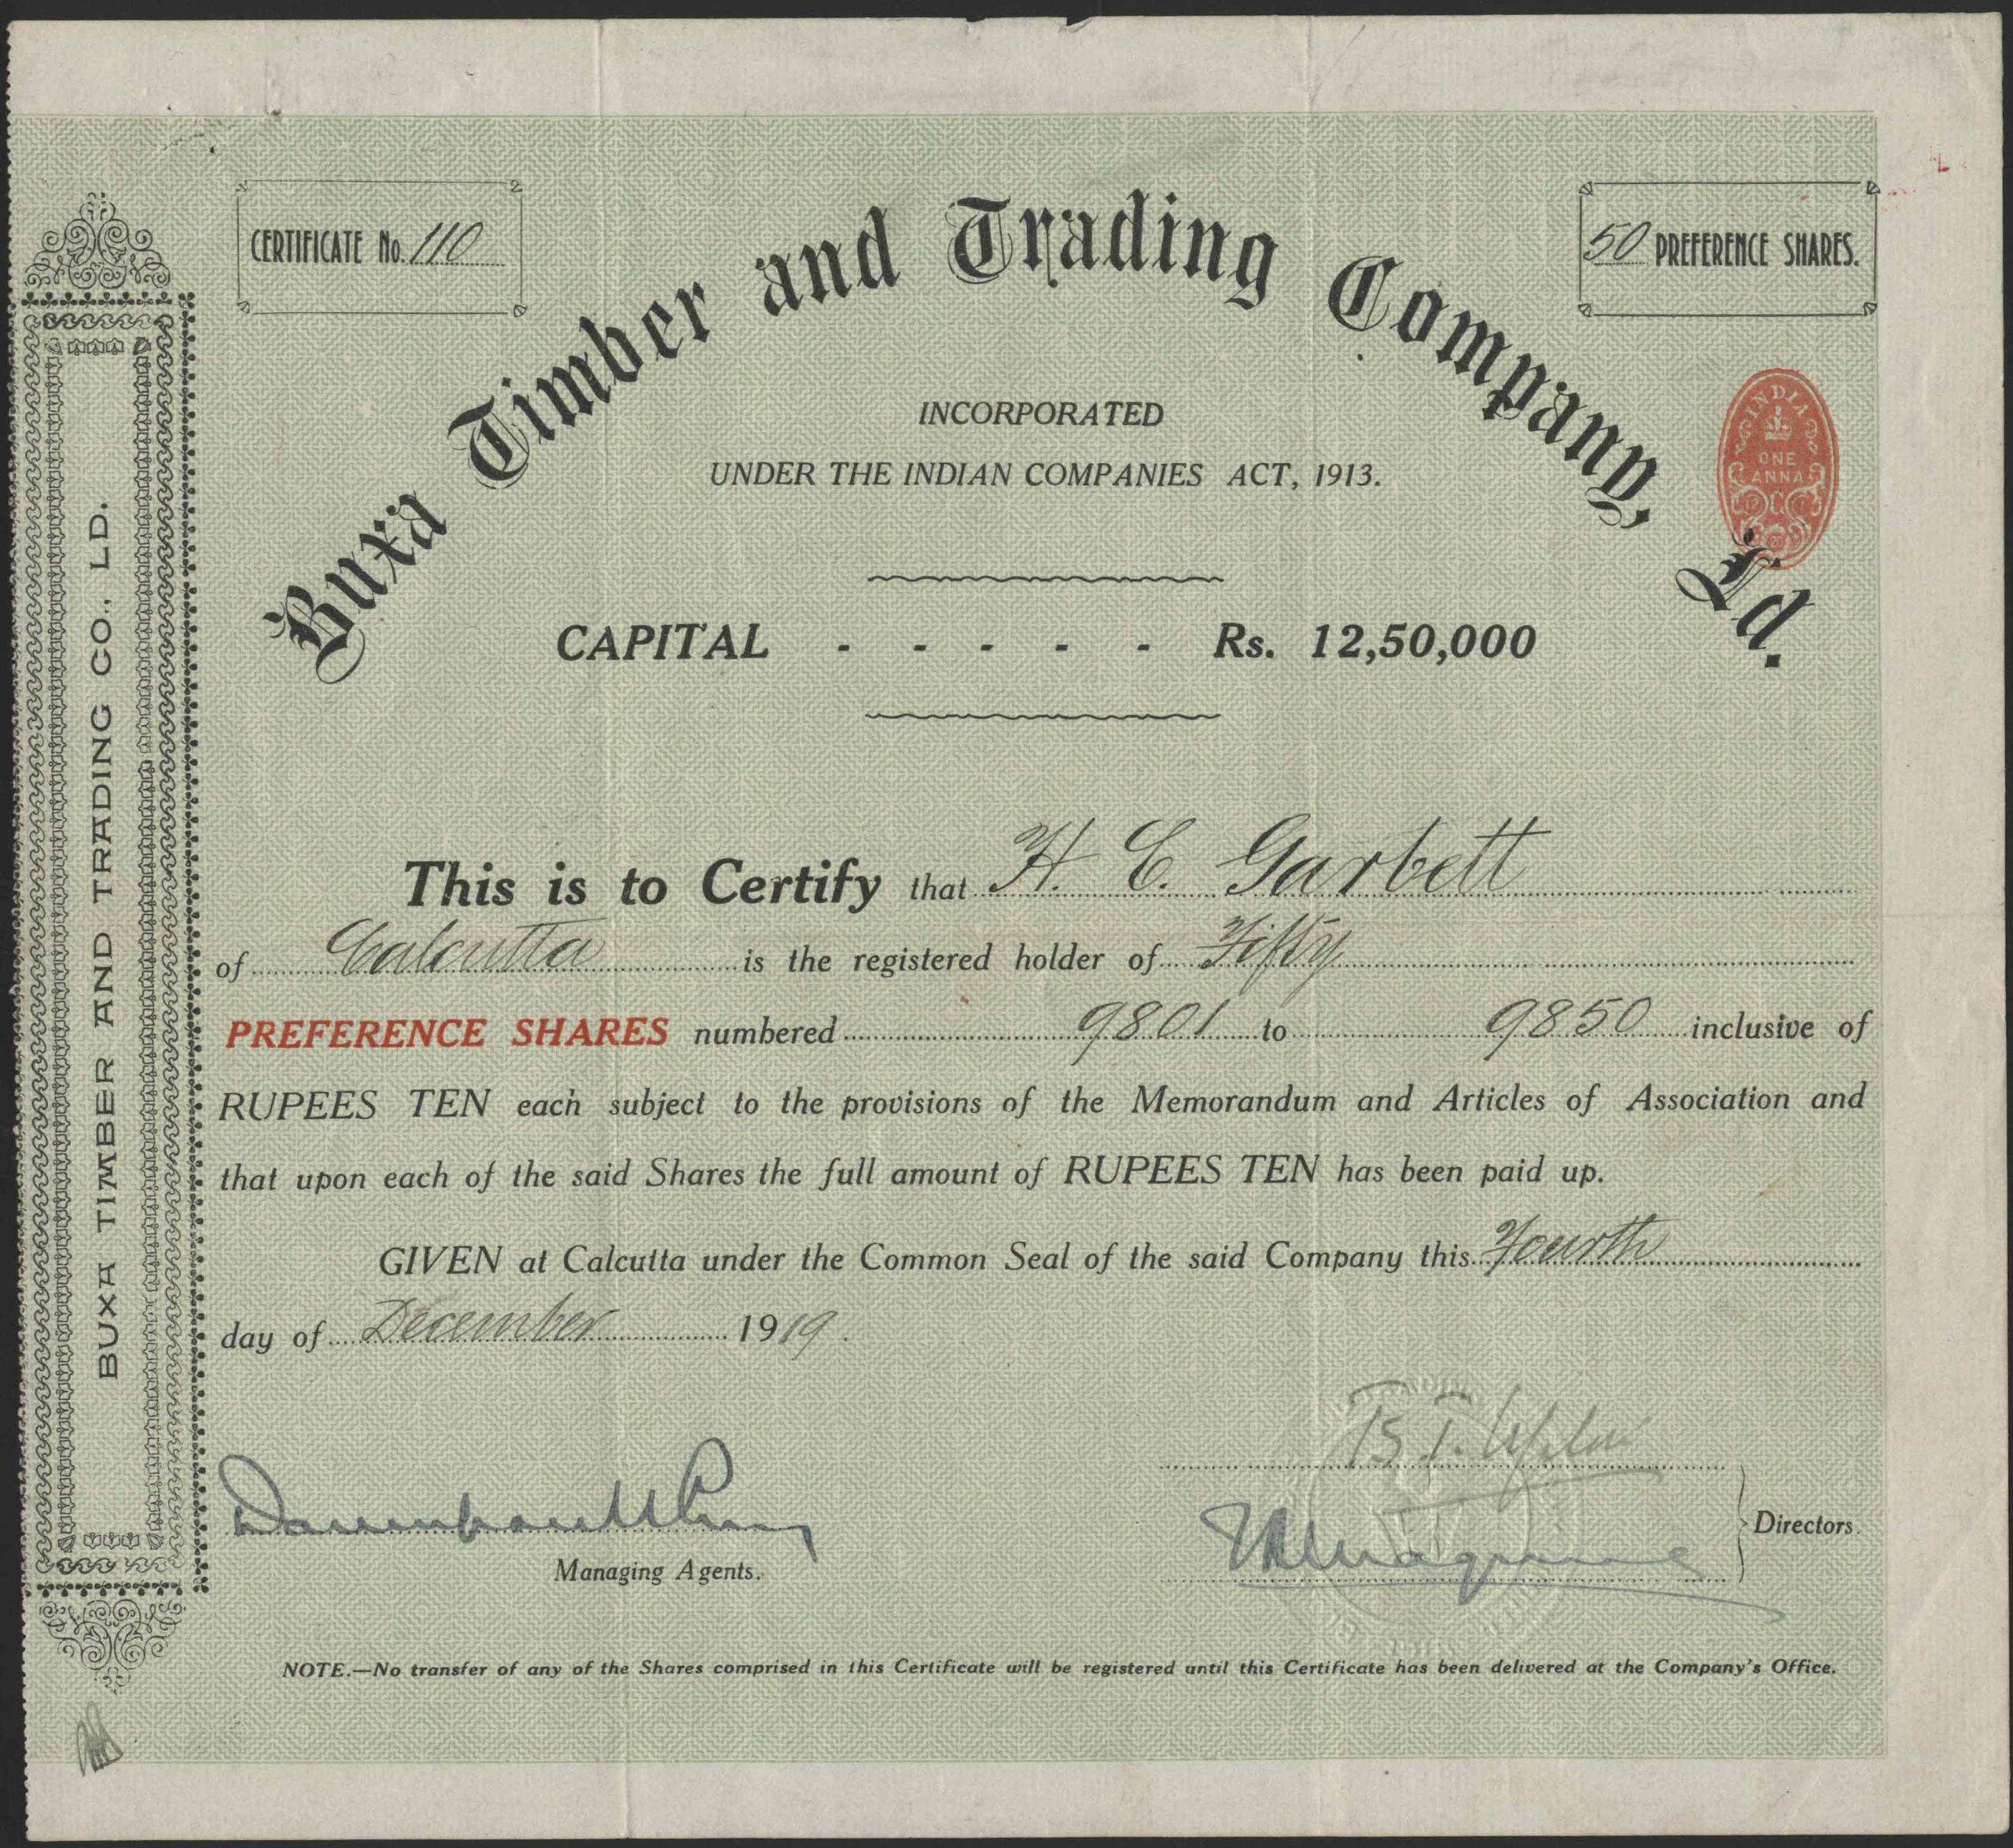 CERTIFICATE No. 110
50 PREFERENCE SHARES.
Buxa Timber and Trading Company, Ld.
INDIA
ONE
ANNA
INCORPORATED
UNDER THE INDIAN COMPANIES ACT, 1913.
CAPITAL - - - - - Rs. 12,50,000
This is to Certify that H. C. Garbett
of Calcutta is the registered holder of Fifty
PREFERENCE SHARES numbered 9801 to 9850 inclusive of
RUPEES TEN each subject to the provisions of the Memorandum and Articles of Association and
that upon each of the said Shares the full amount of RUPEES TEN has been paid up.
GIVEN at Calcutta under the Common Seal of the said Company this Fourth
day of December 1919.
Managing Agents.
Directors.
NOTE.—No transfer of any of the Shares comprised in this Certificate will be registered until this Certificate has been delivered at the Company's Office.
BUXA TIMBER AND TRADING CO., LD.